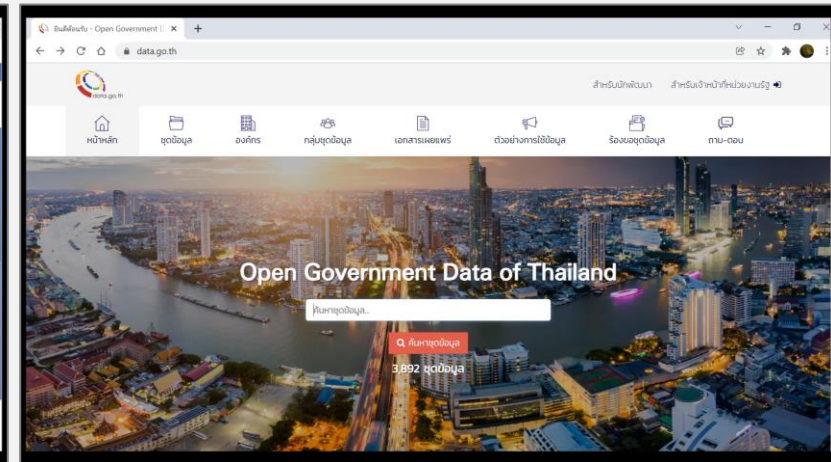 ยินดีต้อนรับ - Open Government D
data.go.th
data.go.th
สำหรับนักพัฒนา สำหรับเจ้าหน้าที่หน่วยงานรัฐ
หน้าหลัก ชุดข้อมูล องค์กร กลุ่มชุดข้อมูล เอกสารเผยแพร่ ตัวอย่างการใช้ข้อมูล ร้องขอชุดข้อมูล ถาม-ตอบ
Open Government Data of Thailand
ค้นหาชุดข้อมูล..
ค้นหาชุดข้อมูล
3,892 ชุดข้อมูล